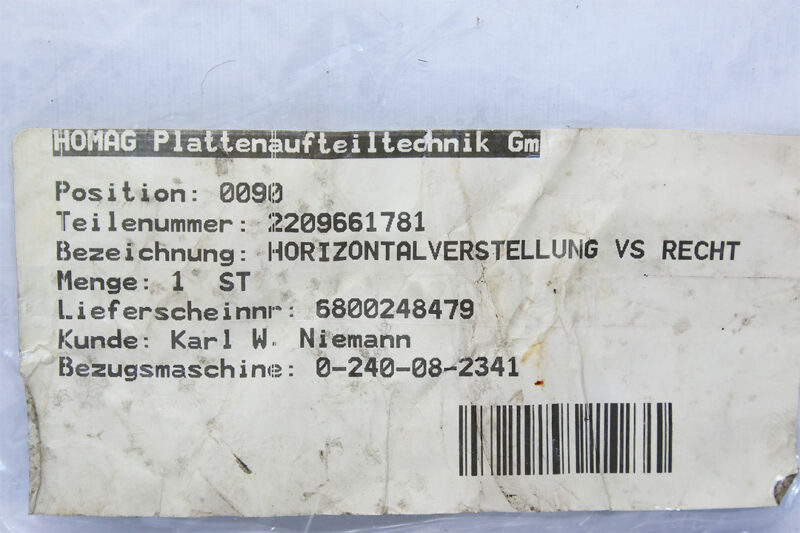 HOMAG Plattenaufteiltechnik Gm
Position: 0090
Teilenummer: 2209661781
Bezeichnung: HORIZONTALVERSTELLUNG VS RECHT
Menge: 1 ST
Lieferscheinnr: 6800248479
Kunde: Karl W. Niemann
Bezugsmaschine: 0-240-08-2341